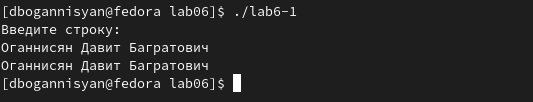 [dbogannisyan@fedora lab06]$ ./lab6-1
Введите строку:
Оганнисян Давит Багратович
Оганнисян Давит Багратович
[dbogannisyan@fedora lab06]$